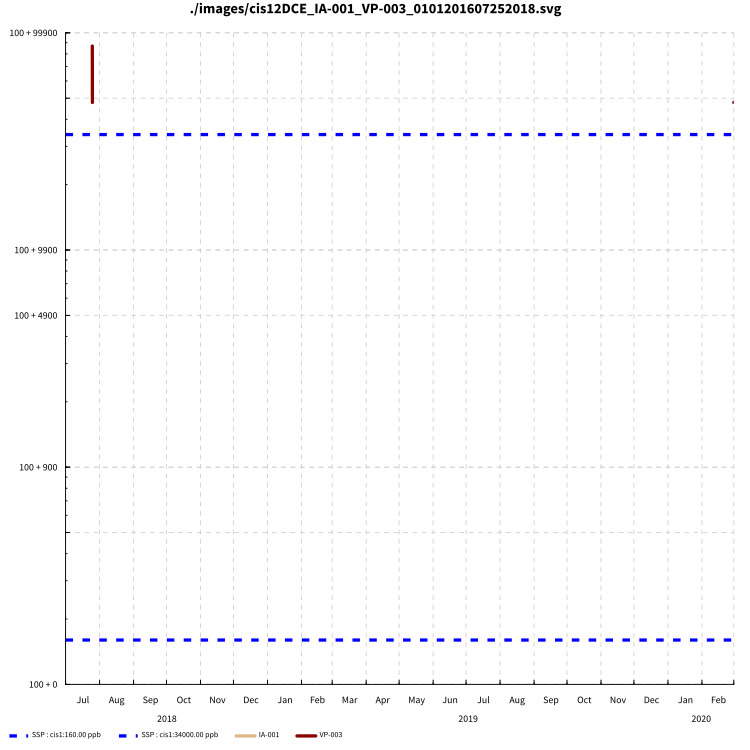 ./images/cis12DCE_IA-001_VP-003_0101201607252018.svg
100 + 99900
100 + 9900
100 + 4900
100 + 900
100 + 0
Jul Aug Sep Oct Nov Dec Jan Feb Mar Apr May Jun Jul Aug Sep Oct Nov Dec Jan Feb
2018 2019 2020
SSP : cis1:160.00 ppb SSP : cis1:34000.00 ppb IA-001 VP-003